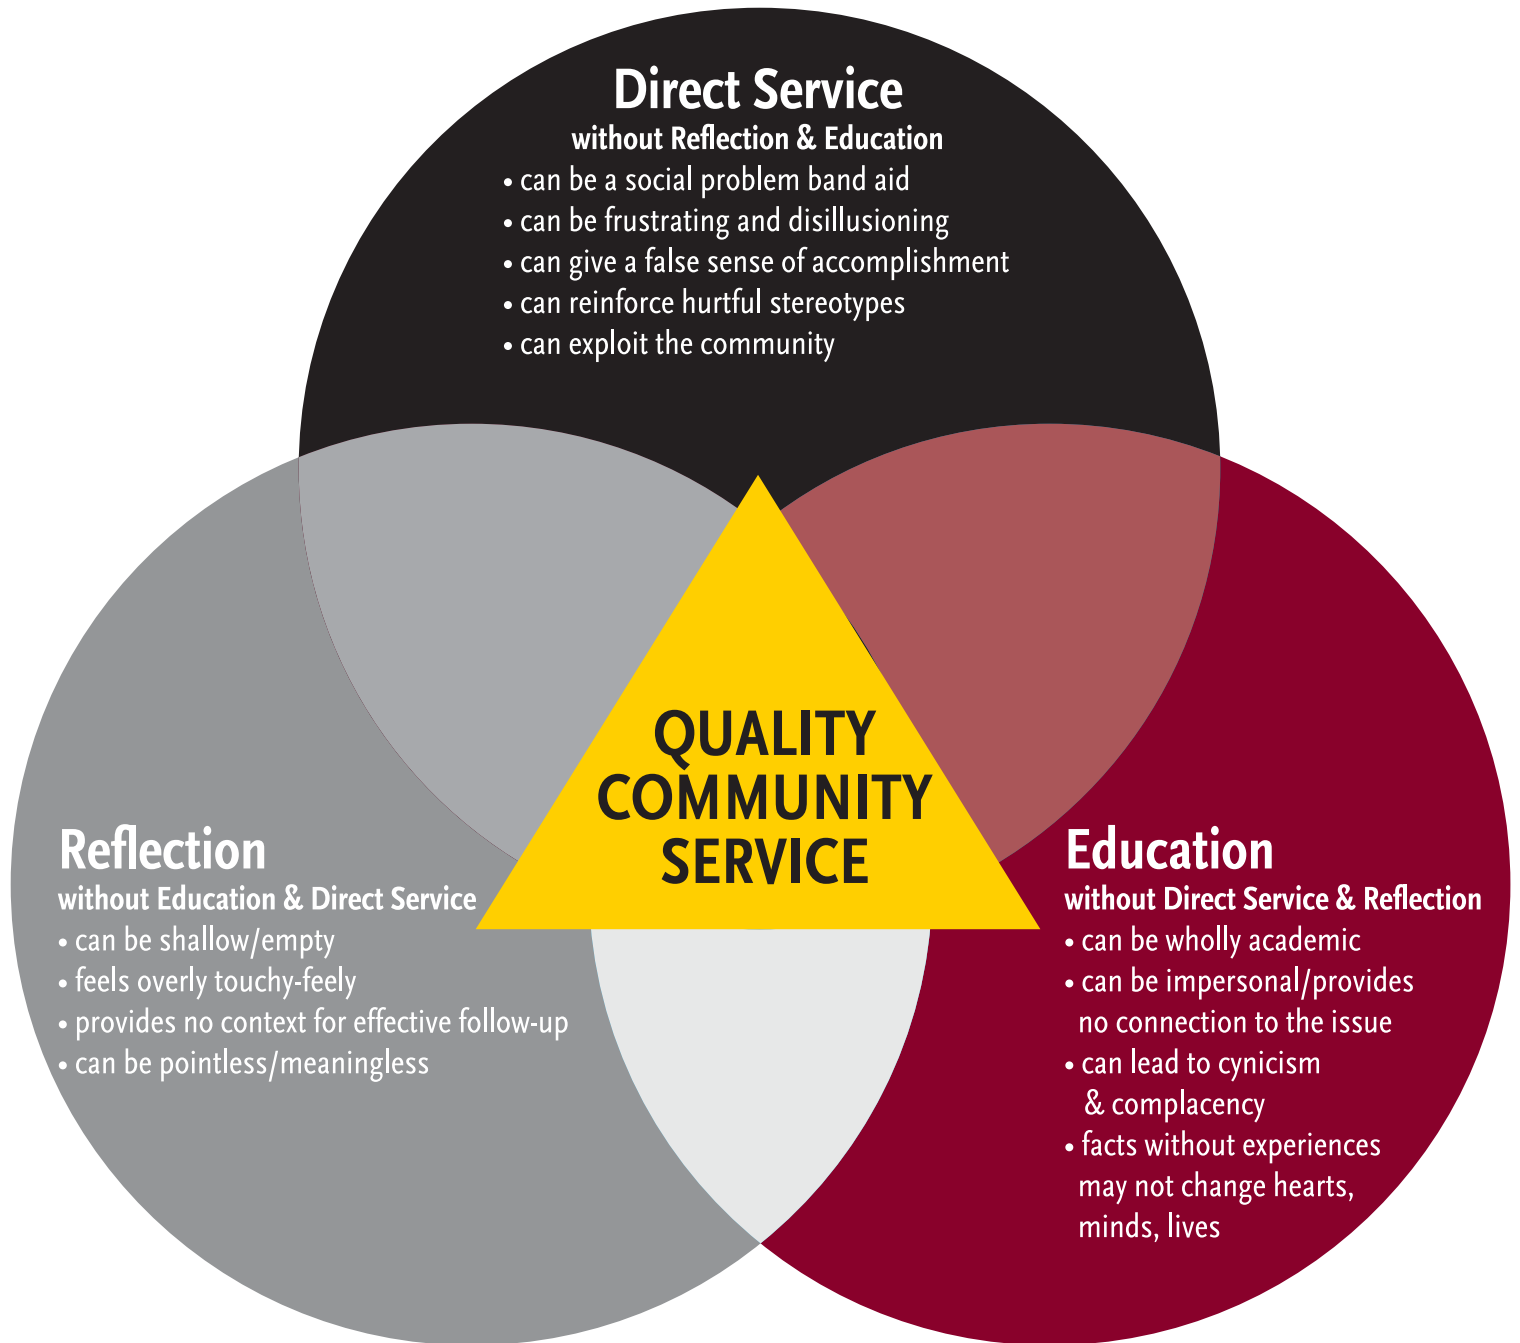 Direct Service
without Reflection & Education
• can be a social problem band aid
• can be frustrating and disillusioning
• can give a false sense of accomplishment
• can reinforce hurtful stereotypes
• can exploit the community
QUALITY
COMMUNITY
SERVICE
Reflection
without Education & Direct Service
• can be shallow/empty
• feels overly touchy-feely
• provides no context for effective follow-up
• can be pointless/meaningless
Education
without Direct Service & Reflection
• can be wholly academic
• can be impersonal/provides
no connection to the issue
• can lead to cynicism
& complacency
• facts without experiences
may not change hearts,
minds, lives